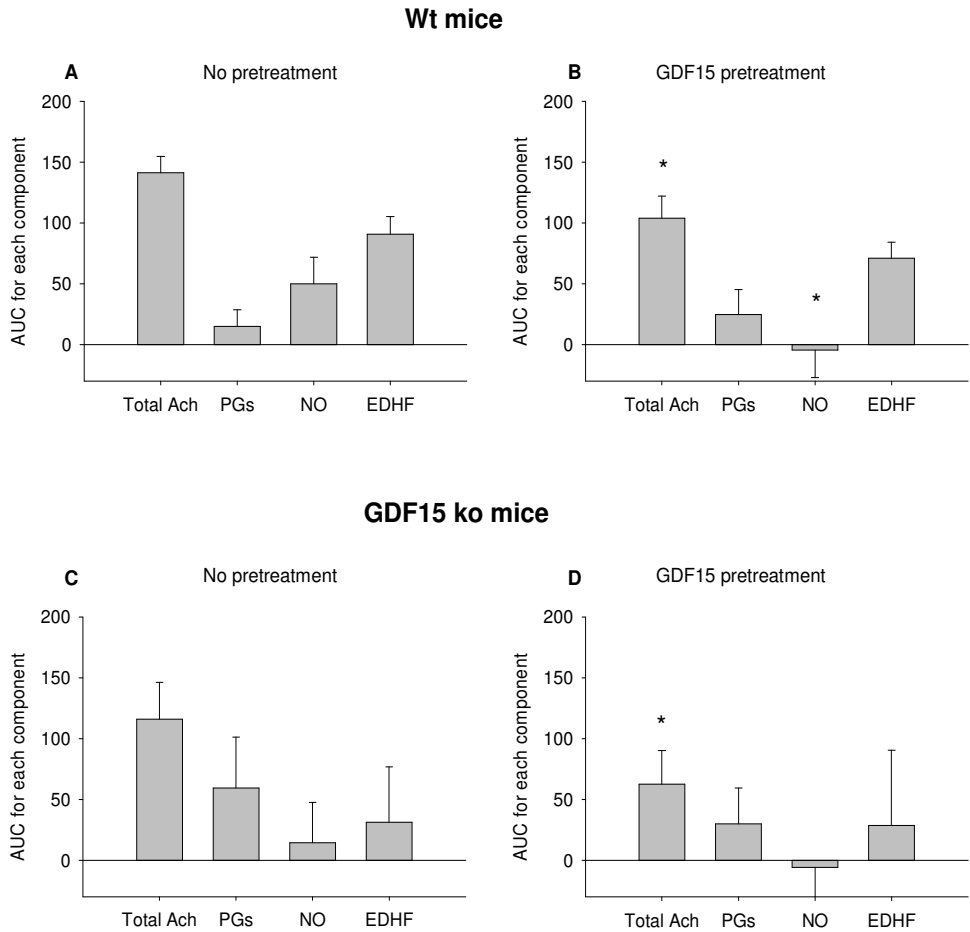 Wt mice
A No pretreatment
200
150
100
50
0
AUC for each component
Total Ach PGs NO EDHF
B GDF15 pretreatment
200
150
100
50
0
AUC for each component
* *
Total Ach PGs NO EDHF
GDF15 ko mice
C No pretreatment
200
150
100
50
0
AUC for each component
Total Ach PGs NO EDHF
D GDF15 pretreatment
200
150
100
50
0
AUC for each component
*
Total Ach PGs NO EDHF